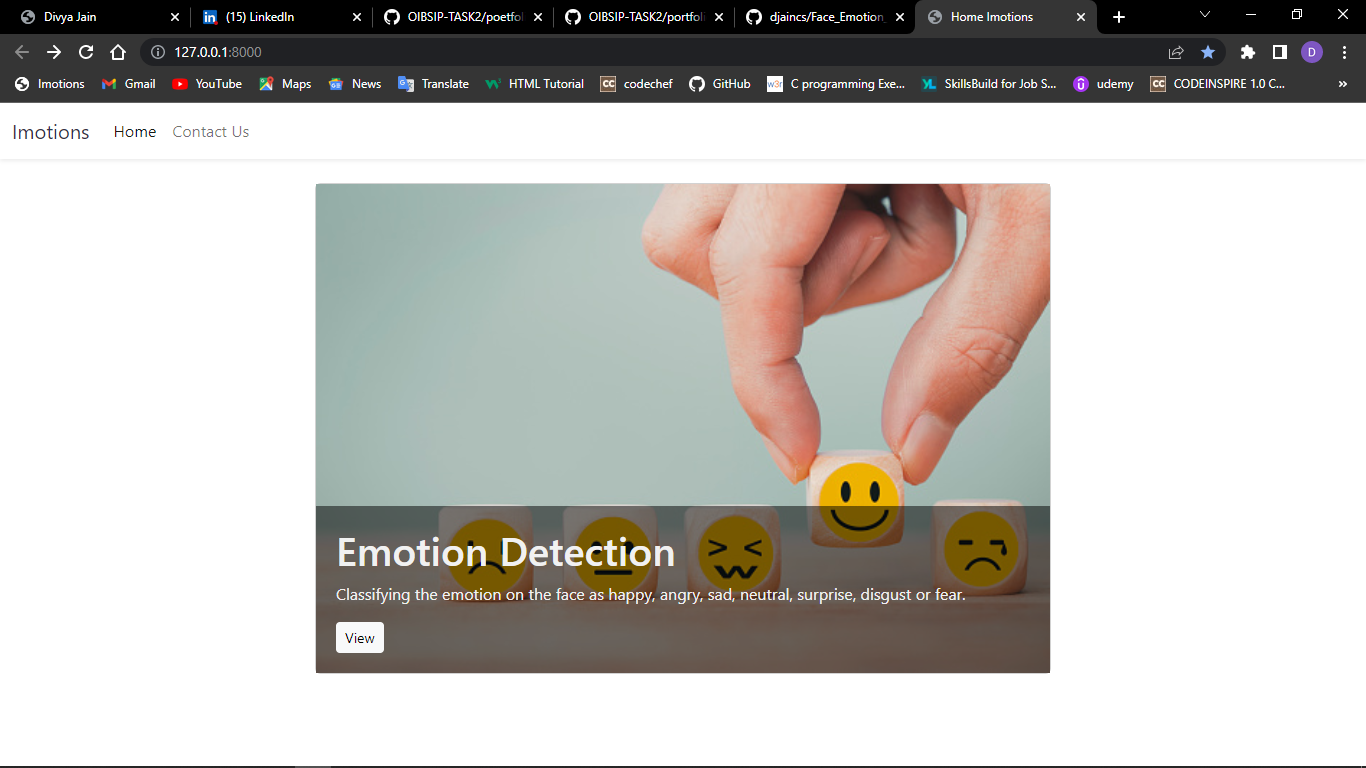 Divya Jain
(15) LinkedIn
OIBSIP-TASK2/poetfol
OIBSIP-TASK2/portfoli
djaincs/Face_Emotion_
Home Imotions
127.0.0.1:8000
D
Imotions
Gmail
YouTube
Maps
News
Translate
HTML Tutorial
codechef
GitHub
C programming Exe...
SkillsBuild for Job S...
udemy
CODEINSPIRE 1.0 C...
»
Imotions
Home
Contact Us
Emotion Detection
Classifying the emotion on the face as happy, angry, sad, neutral, surprise, disgust or fear.
View